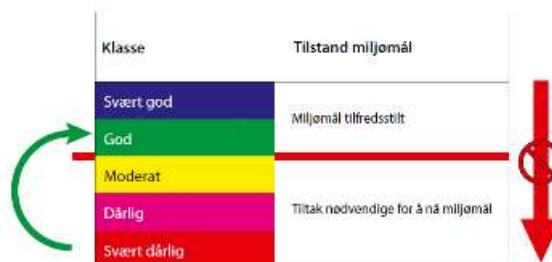 Klasse
Tilstand miljømål
Svært god
Miljømål tilfredsstilt
God
Moderat
Dårlig
Tiltak nødvendige for å nå miljømål
Svært dårlig